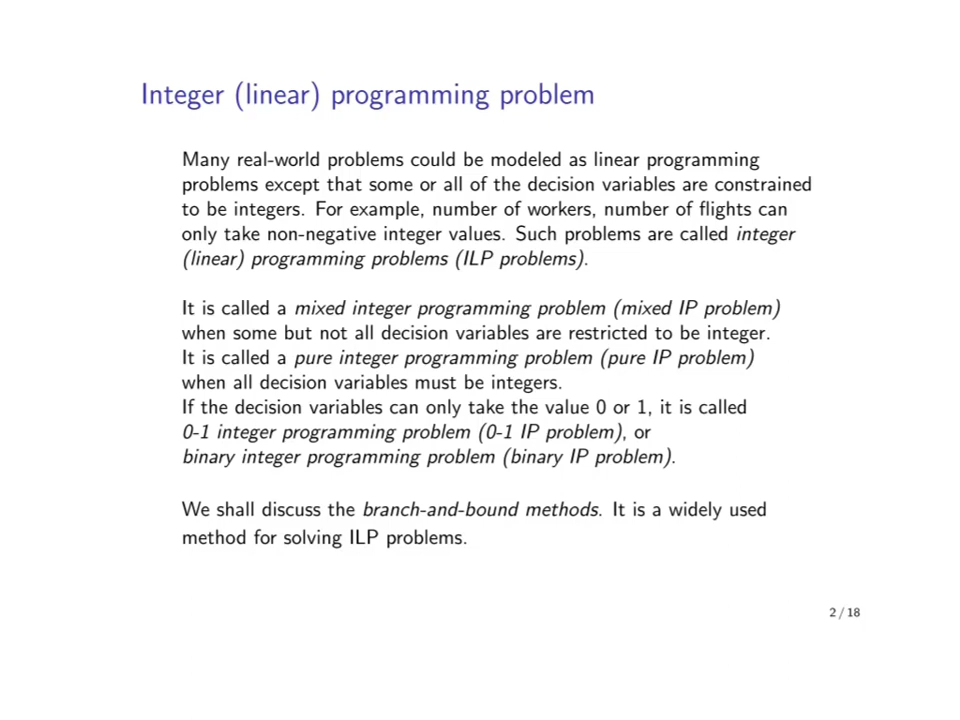 Integer (linear) programming problem
Many real-world problems could be modeled as linear programming
problems except that some or all of the decision variables are constrained
to be integers. For example, number of workers, number of flights can
only take non-negative integer values. Such problems are called integer
(linear) programming problems (ILP problems).
It is called a mixed integer programming problem (mixed IP problem)
when some but not all decision variables are restricted to be integer.
It is called a pure integer programming problem (pure IP problem)
when all decision variables must be integers.
If the decision variables can only take the value 0 or 1, it is called
0-1 integer programming problem (0-1 IP problem), or
binary integer programming problem (binary IP problem).
We shall discuss the branch-and-bound methods. It is a widely used
method for solving ILP problems.
2 / 18